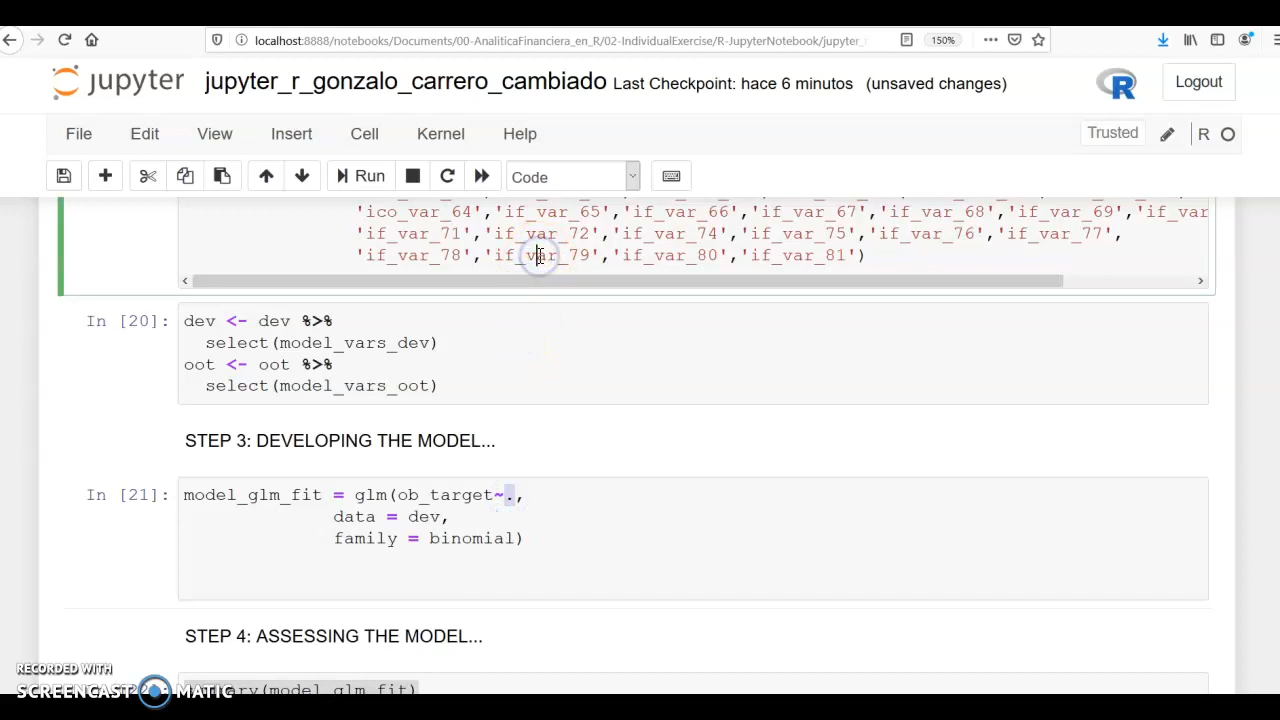 localhost:8888/notebooks/Documents/00-AnaliticaFinanciera_en_R/02-IndividualExercise/R-JupyterNotebook/jupyter_
150%
jupyter
jupyter_r_gonzalo_carrero_cambiado Last Checkpoint: hace 6 minutos (unsaved changes)
R
Logout
File Edit View Insert Cell Kernel Help
Trusted
R
Run
Code
'ico_var_64','if_var_65','if_var_66','if_var_67','if_var_68','if_var_69','if_var
'if_var_71','if_var_72','if_var_74','if_var_75','if_var_76','if_var_77',
'if_var_78','if_var_79','if_var_80','if_var_81')
In [20]: dev <- dev %>%
select(model_vars_dev)
oot <- oot %>%
select(model_vars_oot)
STEP 3: DEVELOPING THE MODEL...
In [21]: model_glm_fit = glm(ob_target~.,
data = dev,
family = binomial)
STEP 4: ASSESSING THE MODEL...
RECORDED WITH
SCREENCAST MATIC
(model_glm_fit)